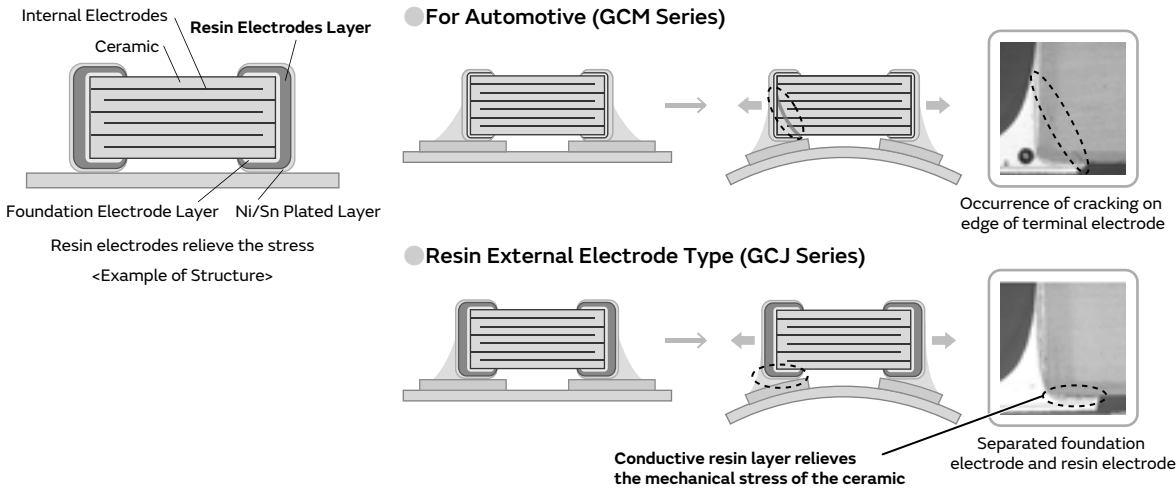 Internal Electrodes
Resin Electrodes Layer
Ceramic
Foundation Electrode Layer
Ni/Sn Plated Layer
Resin electrodes relieve the stress
<Example of Structure>
For Automotive (GCM Series)
Occurrence of cracking on
edge of terminal electrode
Resin External Electrode Type (GCJ Series)
Conductive resin layer relieves
the mechanical stress of the ceramic
Separated foundation
electrode and resin electrode